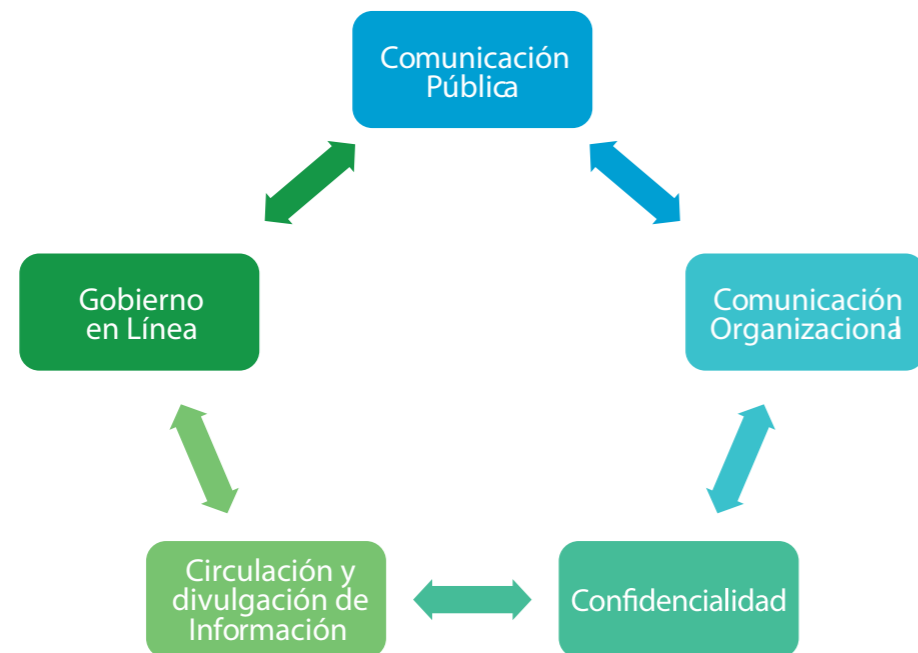 Comunicación
Pública
Comunicación
Organizacional
Confidencialidad
Circulación y
divulgación de
Información
Gobierno
en Línea